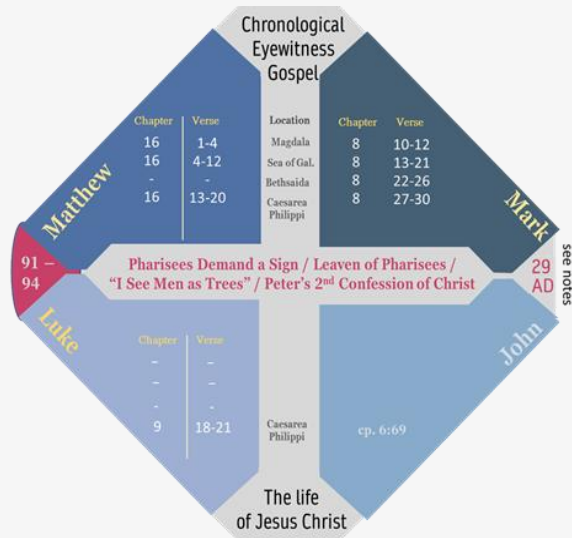 Chronological
Eyewitness
Gospel
Matthew
Chapter Verse
16 1-4
16 4-12
- -
16 13-20
Location
Magdala
Sea of Gal.
Bethsaida
Caesarea
Philippi
Mark
Chapter Verse
8 10-12
8 13-21
8 22-26
8 27-30
91 –
94
Pharisees Demand a Sign / Leaven of Pharisees /
“I See Men as Trees” / Peter’s 2nd Confession of Christ
29
AD
see notes
Luke
Chapter Verse
– –
– –
- -
9 18-21
Caesarea
Philippi
John
cp. 6:69
The life
of Jesus Christ